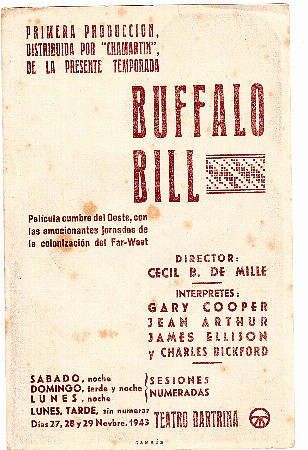 PRIMERA PRODUCCION,
DISTRIBUIDA POR "CHAMARTIN",
DE LA PRESENTE TEMPORADA
BUFFALO
BILL
Película cumbre del Oeste, con
las emocionantes jornadas de
la colonización del Far-West
DIRECTOR:
CECIL B. DE MILLE
INTERPRETES:
GARY COOPER
JEAN ARTHUR
JAMES ELLISON
y CHARLES BICKFORD
SABADO, noche
DOMINGO, tarde y noche
LUNES, noche
SESIONES
NUMERADAS
LUNES, TARDE, sin numerar
Días 27, 28 y 29 Novbre. 1943
TEATRO BARTRINA